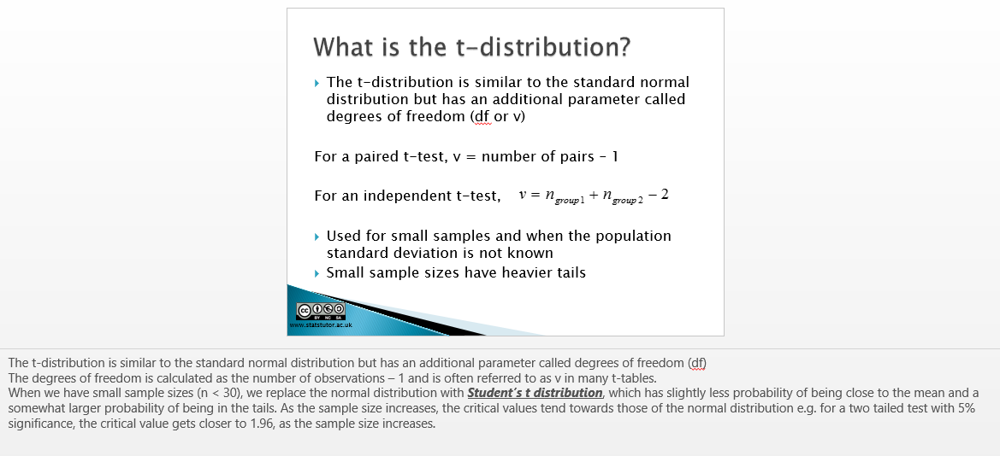 What is the t-distribution?
The t-distribution is similar to the standard normal
distribution but has an additional parameter called
degrees of freedom (df or v)
For a paired t-test, v = number of pairs – 1
For an independent t-test, v = n group 1 + n group 2 − 2
Used for small samples and when the population
standard deviation is not known
Small sample sizes have heavier tails
cc BY NC SA
www.statstutor.ac.uk
The t-distribution is similar to the standard normal distribution but has an additional parameter called degrees of freedom (df)
The degrees of freedom is calculated as the number of observations – 1 and is often referred to as v in many t-tables.
When we have small sample sizes (n < 30), we replace the normal distribution with Student’s t distribution, which has slightly less probability of being close to the mean and a
somewhat larger probability of being in the tails. As the sample size increases, the critical values tend towards those of the normal distribution e.g. for a two tailed test with 5%
significance, the critical value gets closer to 1.96, as the sample size increases.